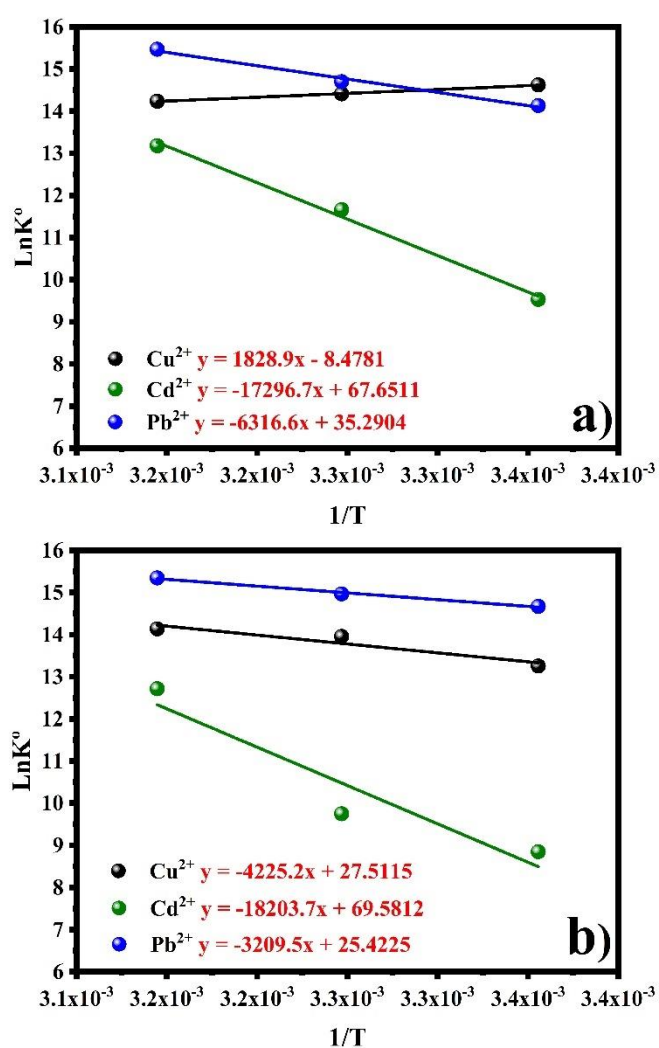 16
15
14
13
12
11
10
9
8
7
6
LnKº
Cu²⁺ y = 1828.9x - 8.4781
Cd²⁺ y = -17296.7x + 67.6511
Pb²⁺ y = -6316.6x + 35.2904
a)
3.1x10⁻³ 3.2x10⁻³ 3.2x10⁻³ 3.3x10⁻³ 3.3x10⁻³ 3.4x10⁻³ 3.4x10⁻³
1/T
16
15
14
13
12
11
10
9
8
7
6
LnKº
Cu²⁺ y = -4225.2x + 27.5115
Cd²⁺ y = -18203.7x + 69.5812
Pb²⁺ y = -3209.5x + 25.4225
b)
3.1x10⁻³ 3.2x10⁻³ 3.2x10⁻³ 3.3x10⁻³ 3.3x10⁻³ 3.4x10⁻³ 3.4x10⁻³
1/T